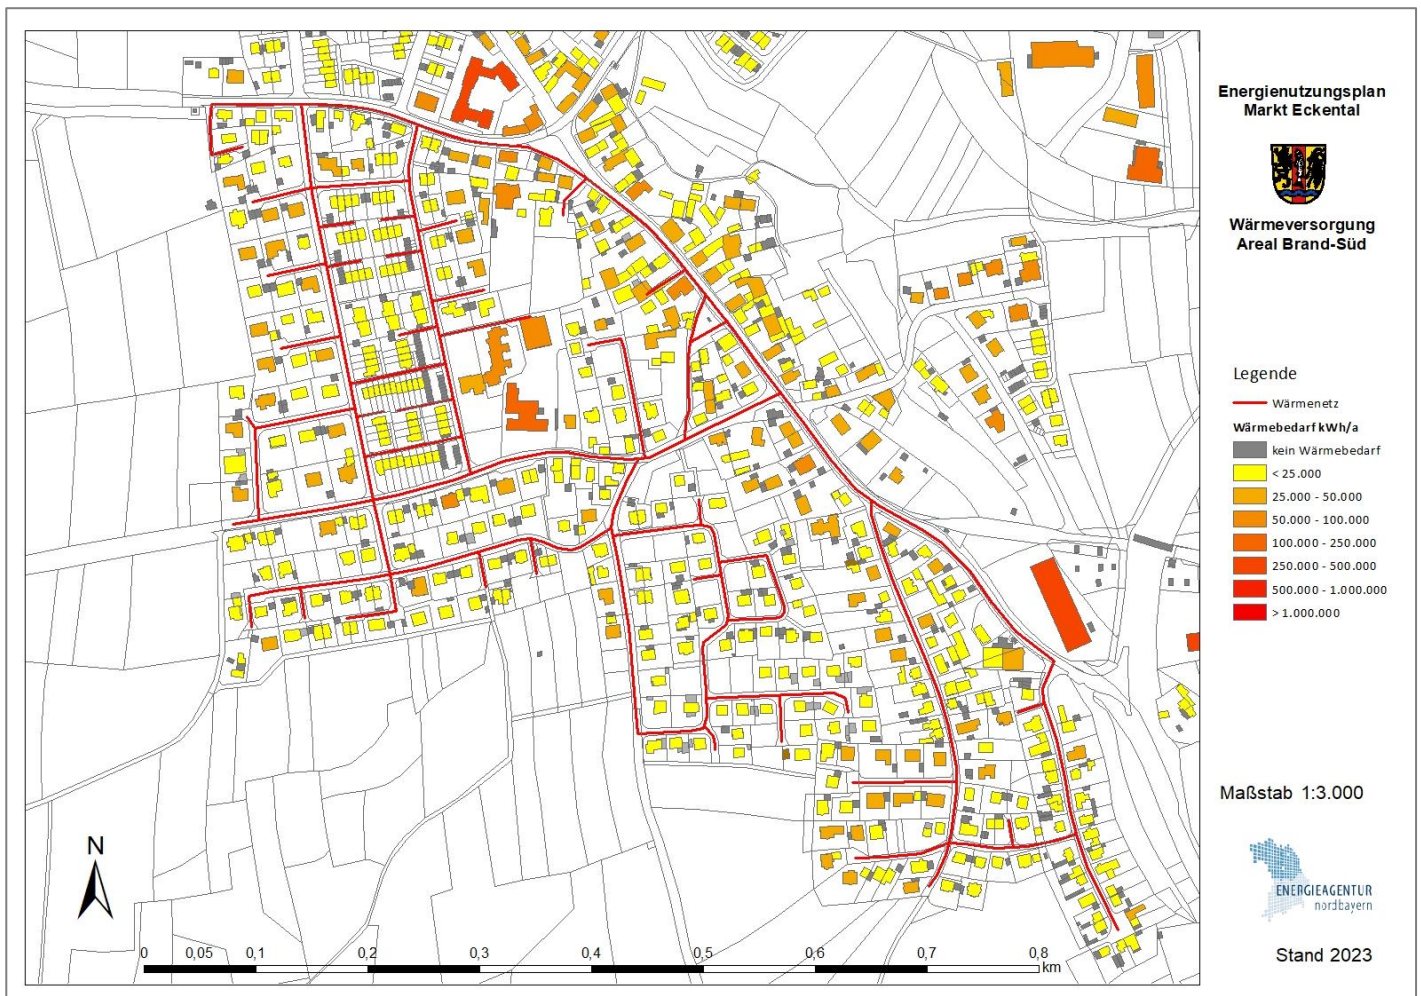 Energienutzungsplan
Markt Eckental
Wärmeversorgung
Areal Brand-Süd
Legende
Wärmenetz
Wärmebedarf kWh/a
kein Wärmebedarf
< 25.000
25.000 - 50.000
50.000 - 100.000
100.000 - 250.000
250.000 - 500.000
500.000 - 1.000.000
> 1.000.000
Maßstab 1:3.000
N
ENERGIEAGENTUR
nordbayern
0 0,05 0,1 0,2 0,3 0,4 0,5 0,6 0,7 0,8
km
Stand 2023